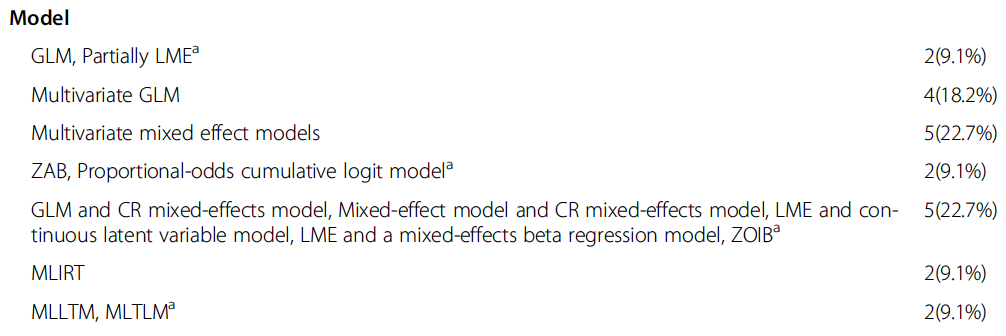 Model
GLM, Partially LMEa 2(9.1%)
Multivariate GLM 4(18.2%)
Multivariate mixed effect models 5(22.7%)
ZAB, Proportional-odds cumulative logit modela 2(9.1%)
GLM and CR mixed-effects model, Mixed-effect model and CR mixed-effects model, LME and con- 5(22.7%)
tinuous latent variable model, LME and a mixed-effects beta regression model, ZOIBa
MLIRT 2(9.1%)
MLLTM, MLTLMa 2(9.1%)